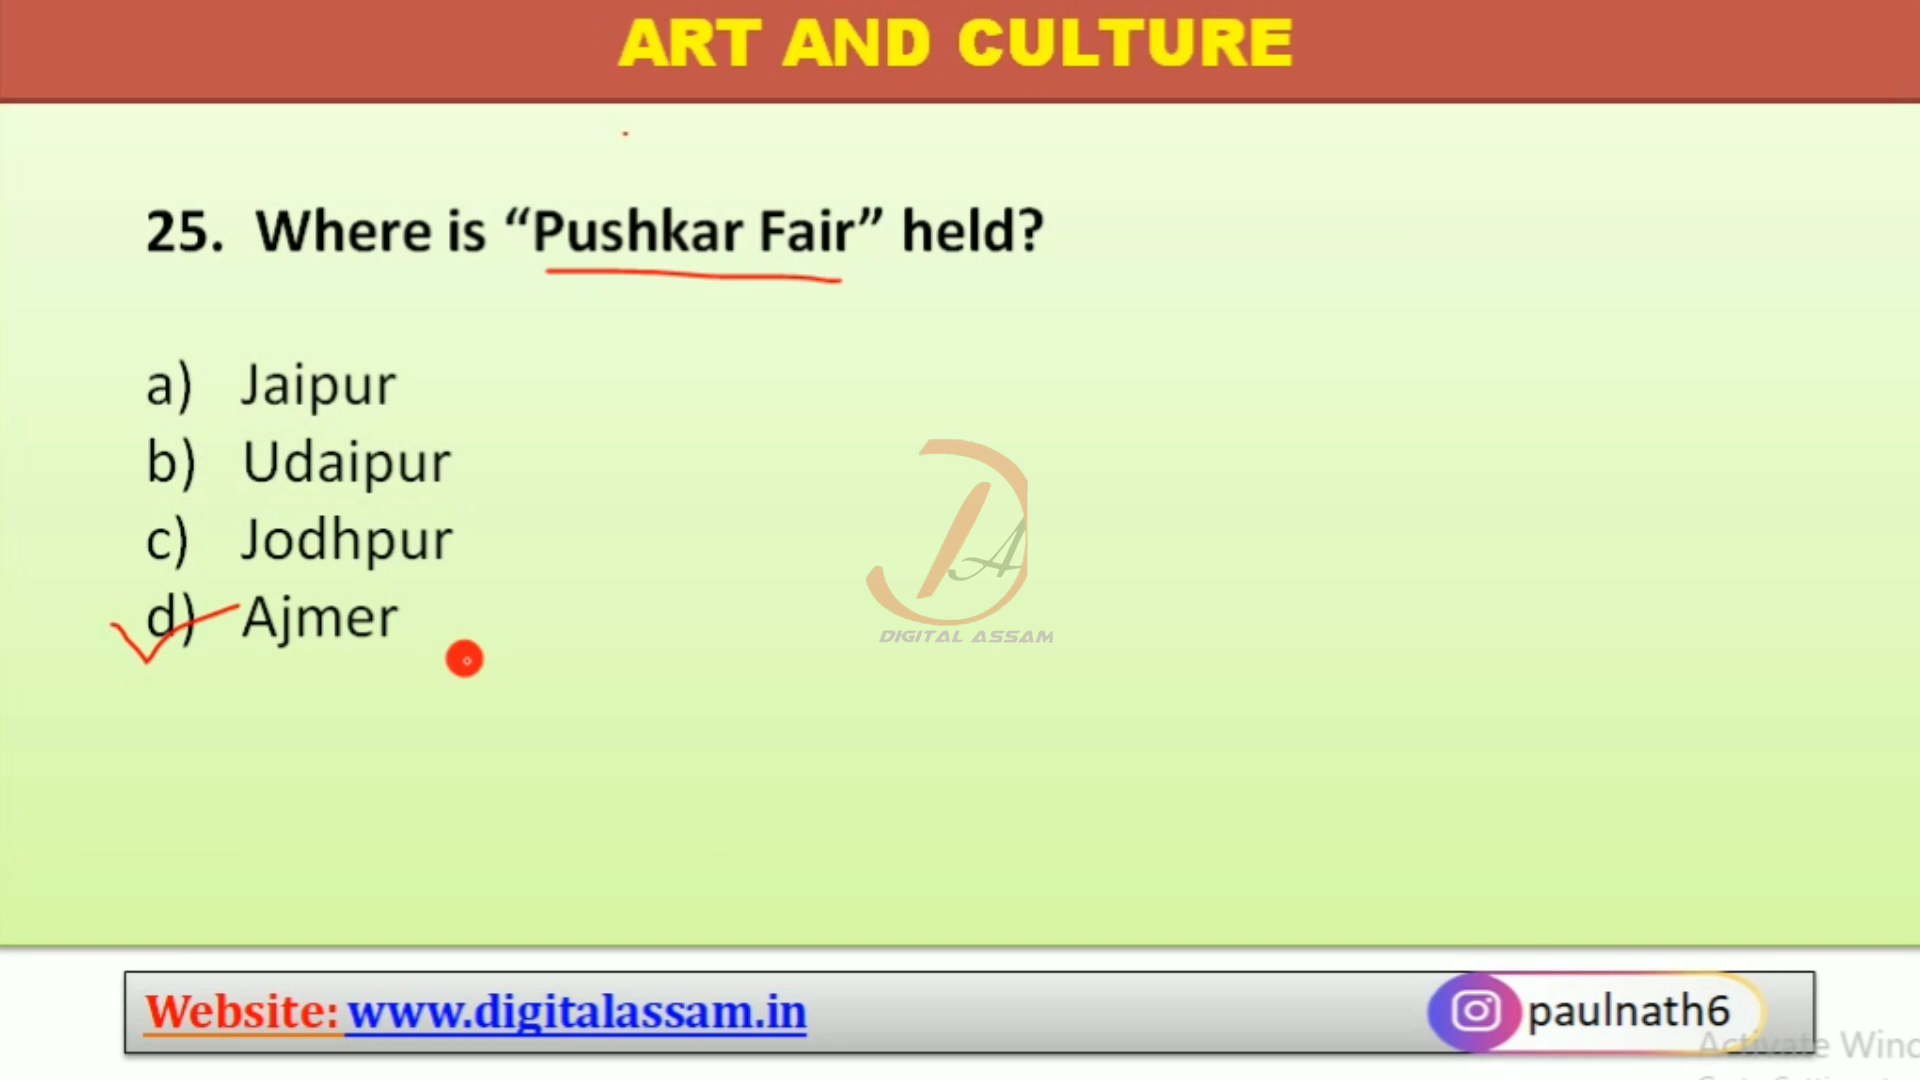 ART AND CULTURE
25. Where is “Pushkar Fair” held?
a) Jaipur
b) Udaipur
c) Jodhpur
d) Ajmer
DIGITAL ASSAM
Website: www.digitalassam.in
paulnath6
Activate Wind